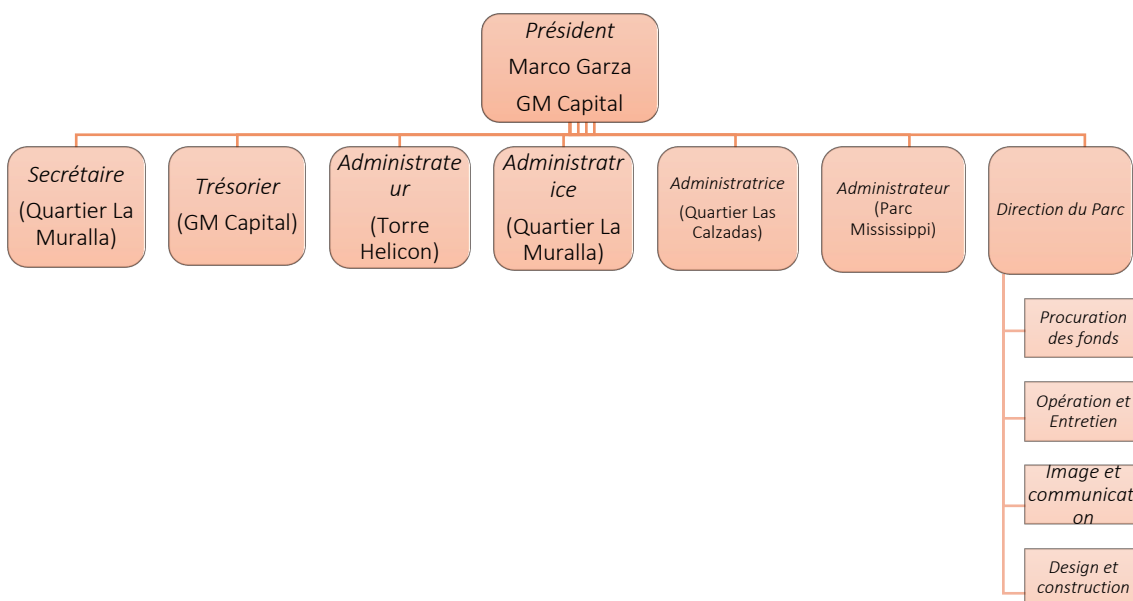 Président
Marco Garza
GM Capital
Secrétaire
(Quartier La
Muralla)
Trésorier
(GM Capital)
Administrate
ur
(Torre
Helicon)
Administratr
ice
(Quartier La
Muralla)
Administratrice
(Quartier Las
Calzadas)
Administrateur
(Parc
Mississippi)
Direction du Parc
Procuration
des fonds
Opération et
Entretien
Image et
communicati
on
Design et
construction